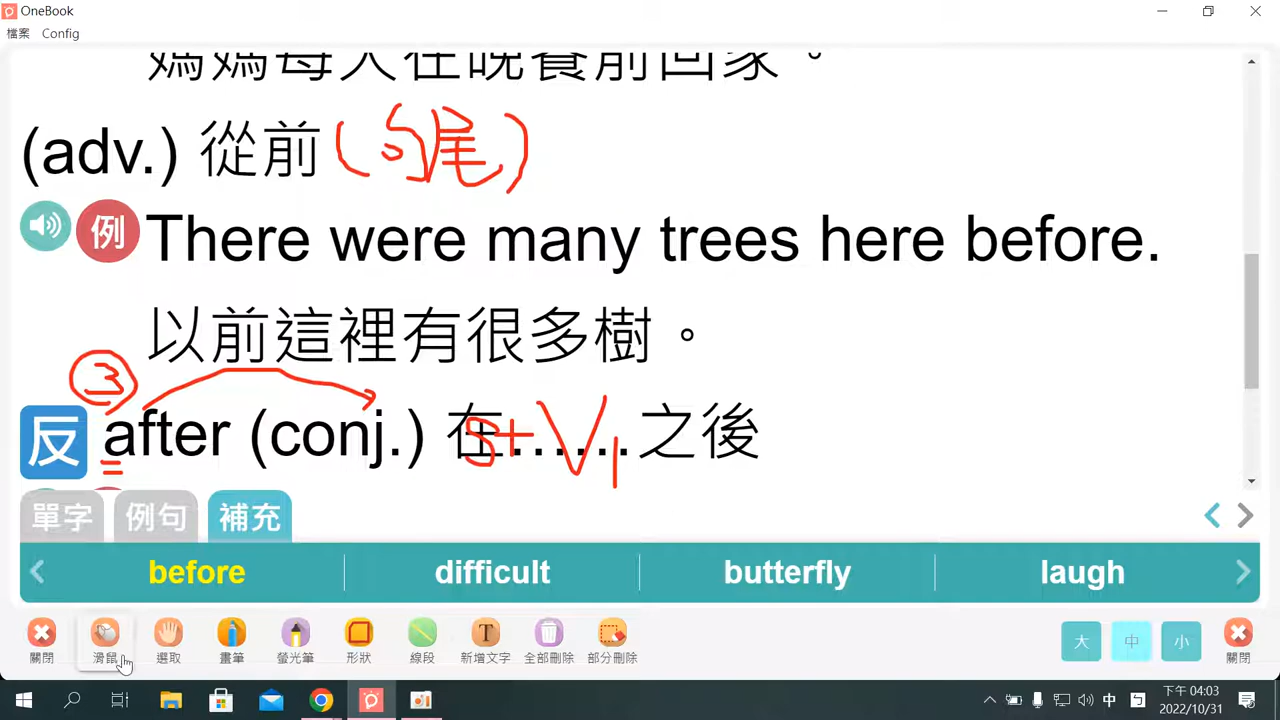 OneBook
檔案 Config
媽媽每天在晚餐前回家。
(adv.) 從前 (句尾)
例 There were many trees here before.
以前這裡有很多樹。
3
反 after (conj.) 在......之後
S+V1
單字 例句 補充
before difficult butterfly laugh
關閉 滑鼠 選取 畫筆 螢光筆 形狀 線段 新增文字 全部刪除 部分刪除 大 中 小 關閉
中 下午 04:03
2022/10/31